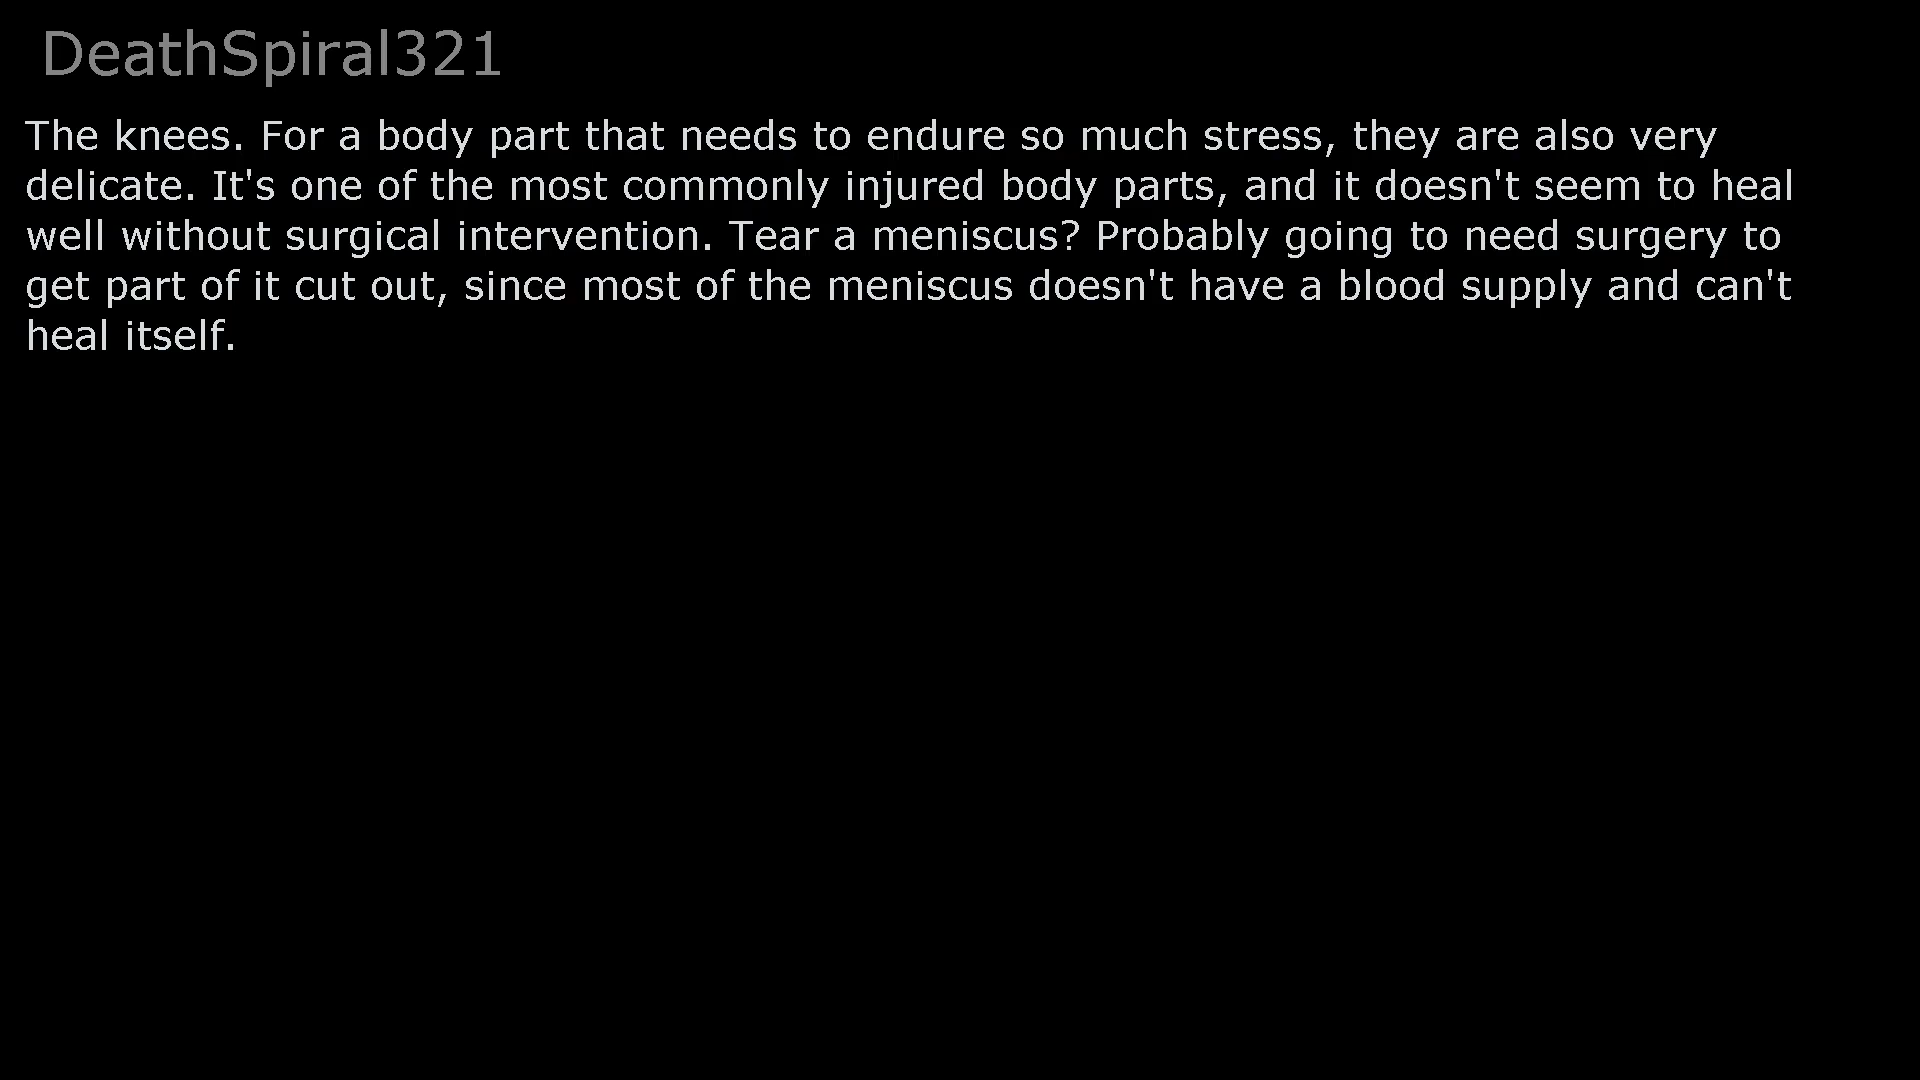 DeathSpiral321
The knees. For a body part that needs to endure so much stress, they are also very
delicate. It's one of the most commonly injured body parts, and it doesn't seem to heal
well without surgical intervention. Tear a meniscus? Probably going to need surgery to
get part of it cut out, since most of the meniscus doesn't have a blood supply and can't
heal itself.